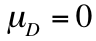 μ_D = 0